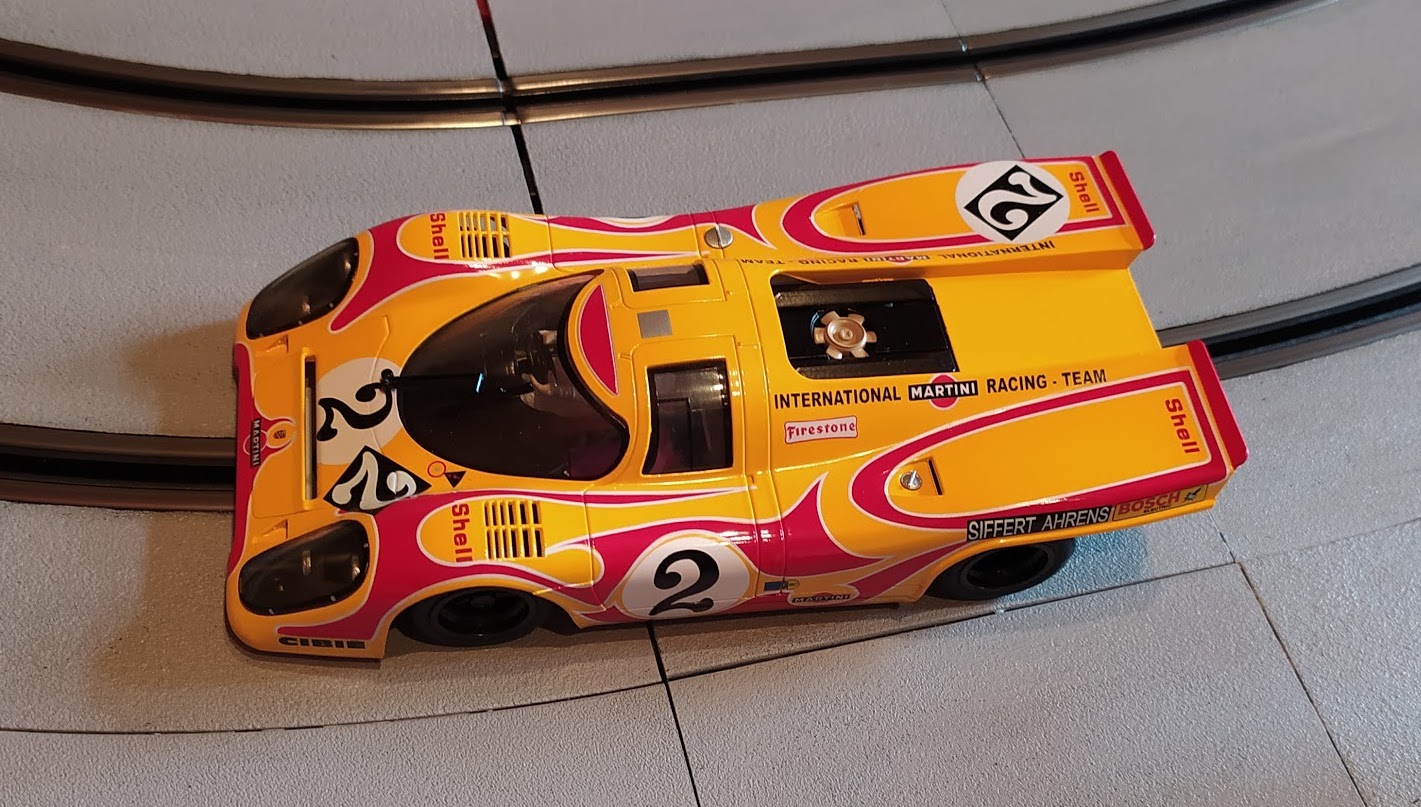 Shell
2
Shell
INTERNATIONAL MARTINI RACING - TEAM
INTERNATIONAL MARTINI RACING - TEAM
Firestone
MARTINI
2
2
Shell
Shell
SIFFERT AHRENS
BOSCH
2
MARTINI
CIBIE